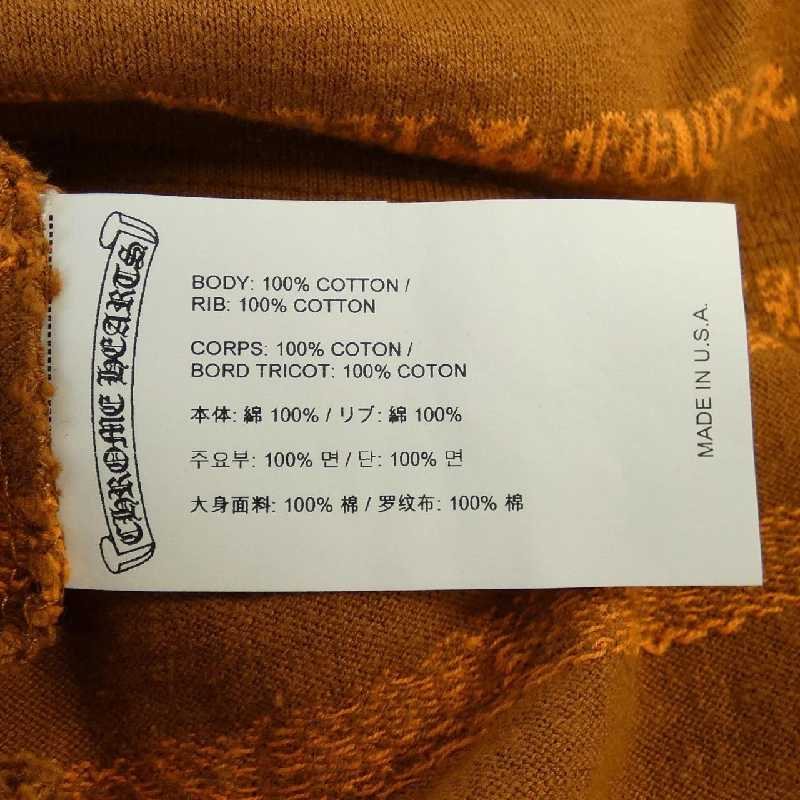 CHROME HEARTS
BODY: 100% COTTON /
RIB: 100% COTTON
CORPS: 100% COTON /
BORD TRICOT: 100% COTON
本体: 綿 100% / リブ: 綿 100%
주요부: 100% 면 / 단: 100% 면
大身面料: 100% 棉 / 罗纹布: 100% 棉
MADE IN U.S.A.